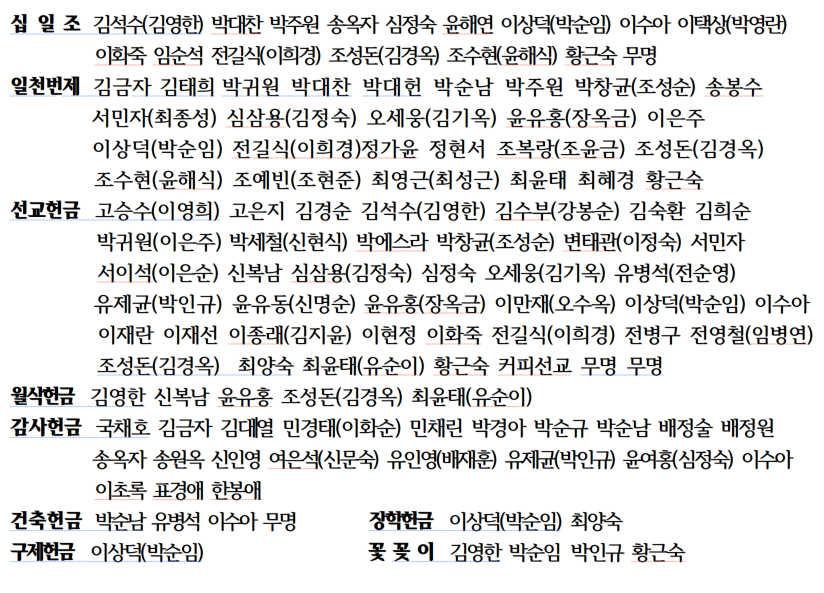 십 일 조 김석수(김영한) 박대찬 박주원 송옥자 심정숙 윤해연 이상덕(박순임) 이수아 이택상(박영란)
이화죽 임순석 전길식(이희경) 조성돈(김경옥) 조수현(윤해식) 황근숙 무명
일천번제 김금자 김태희 박귀원 박대찬 박대헌 박순남 박주원 박창균(조성순) 송봉수
서민자(최종성) 심삼용(김정숙) 오세웅(김기옥) 윤유홍(장옥금) 이은주
이상덕(박순임) 전길식(이희경)정가윤 정현서 조복랑(조윤금) 조성돈(김경옥)
조수현(윤해식) 조예빈(조현준) 최영근(최성근) 최윤태 최혜경 황근숙
선교헌금 고승수(이영희) 고은지 김경순 김석수(김영한) 김수부(강봉순) 김숙환 김희순
박귀원(이은주) 박세철(신현식) 박에스라 박창균(조성순) 변태관(이정숙) 서민자
서이석(이은순) 신복남 심삼용(김정숙) 심정숙 오세웅(김기옥) 유병석(전순영)
유제균(박인규) 윤유동(신명순) 윤유홍(장옥금) 이만재(오수옥) 이상덕(박순임) 이수아
이재란 이재선 이종래(김지윤) 이현정 이화죽 전길식(이희경) 전병구 전영철(임병연)
조성돈(김경옥) 최양숙 최윤태(유순이) 황근숙 커피선교 무명 무명
월식헌금 김영한 신복남 윤유홍 조성돈(김경옥) 최윤태(유순이)
감사헌금 국채호 김금자 김대열 민경태(이화순) 민채린 박경아 박순규 박순남 배정술 배정원
송옥자 송원옥 신인영 여은석(신문숙) 유인영(배재훈) 유제균(박인규) 윤여홍(심정숙) 이수아
이초록 표경애 한봉애
건축헌금 박순남 유병석 이수아 무명 장학헌금 이상덕(박순임) 최양숙
구제헌금 이상덕(박순임) 꽃 꽂 이 김영한 박순임 박인규 황근숙